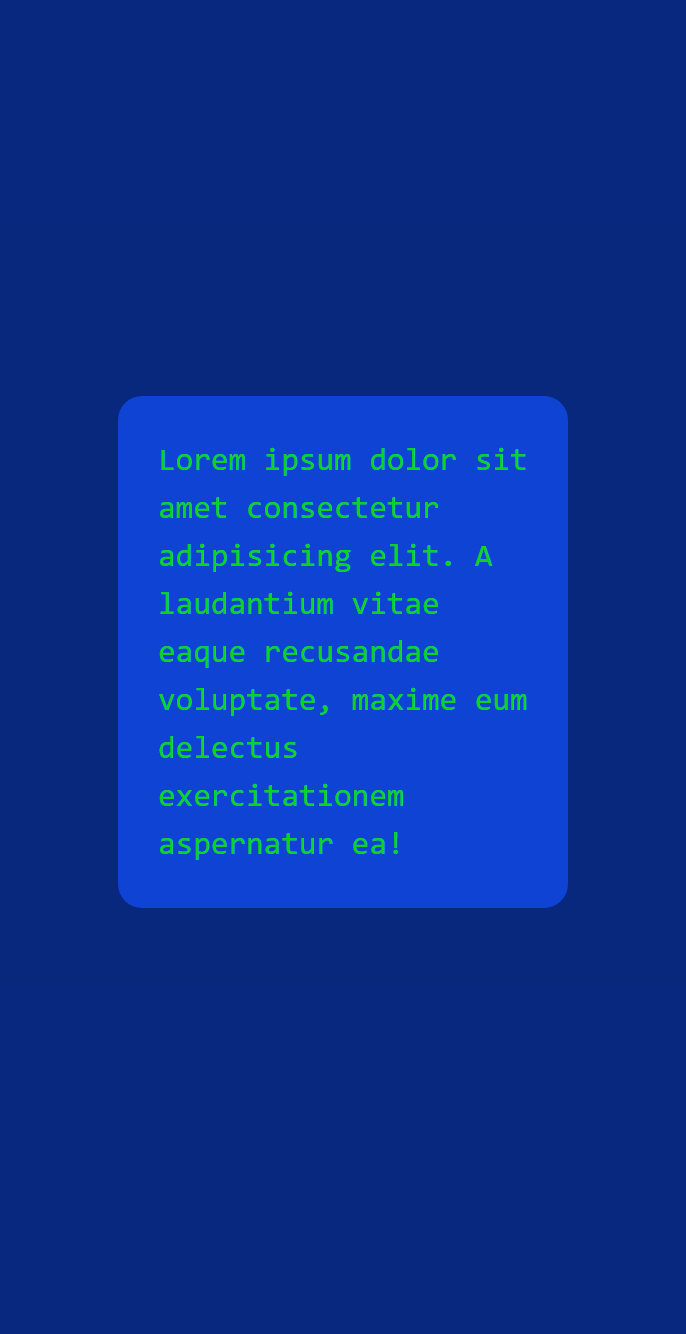 Lorem ipsum dolor sit
amet consectetur
adipisicing elit. A
laudantium vitae
eaque recusandae
voluptate, maxime eum
delectus
exercitationem
aspernatur ea!